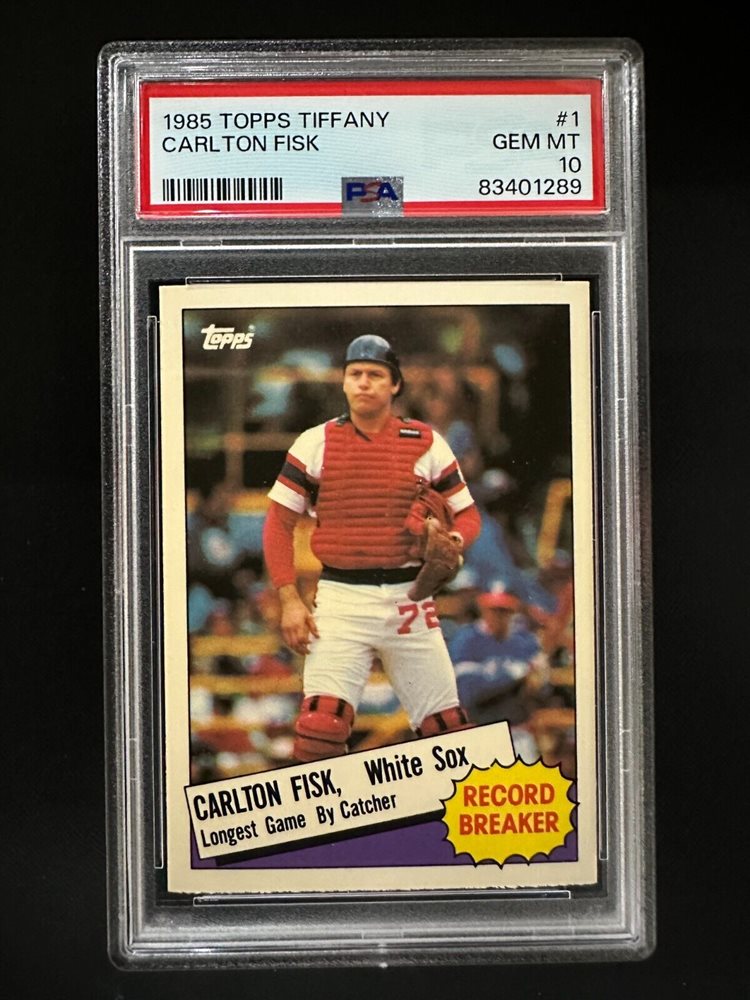 1985 TOPPS TIFFANY #1
CARLTON FISK GEM MT
10
PSA 83401289
Topps
72
CARLTON FISK, White Sox
Longest Game By Catcher
RECORD
BREAKER